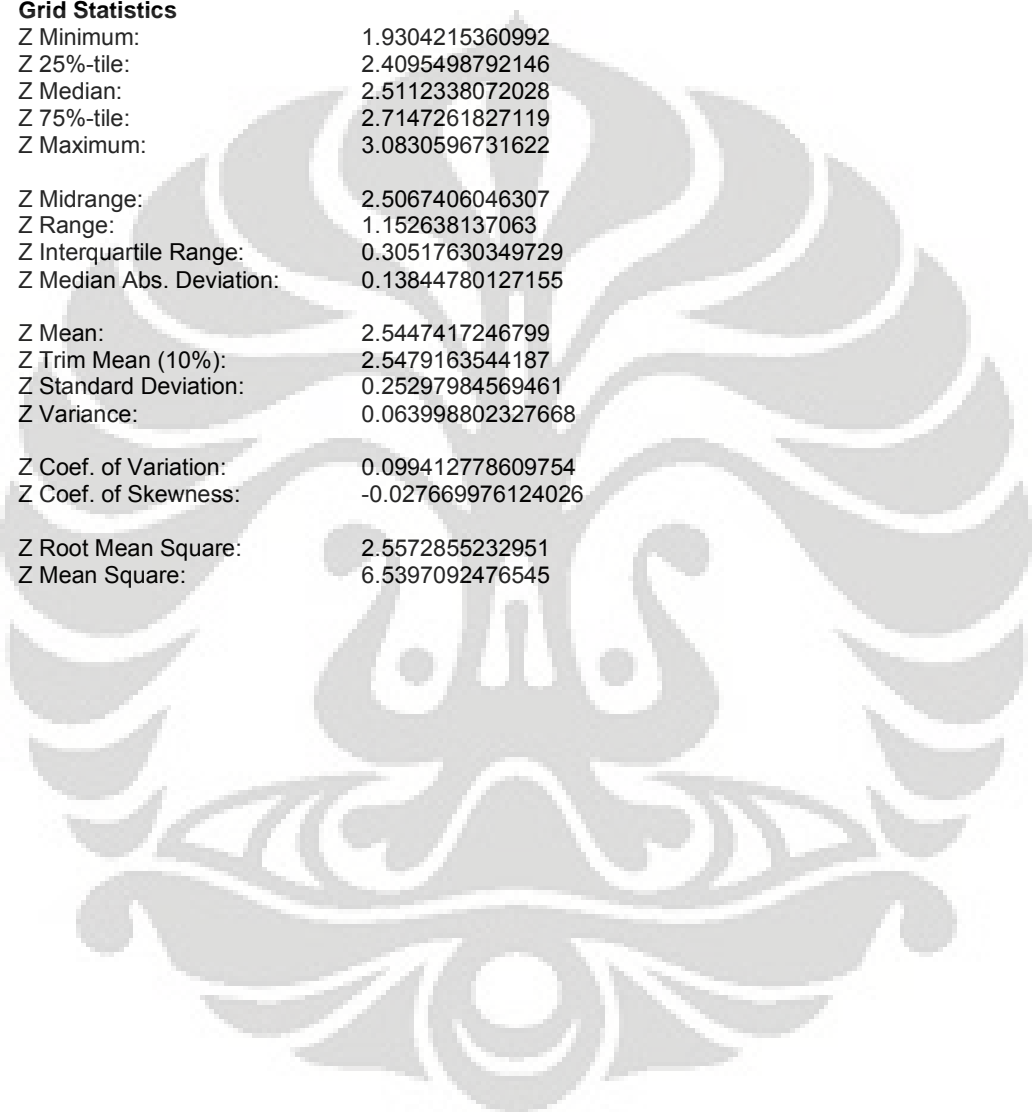 Grid Statistics
Z Minimum: 1.9304215360992
Z 25%-tile: 2.4095498792146
Z Median: 2.5112338072028
Z 75%-tile: 2.7147261827119
Z Maximum: 3.0830596731622
Z Midrange: 2.5067406046307
Z Range: 1.152638137063
Z Interquartile Range: 0.30517630349729
Z Median Abs. Deviation: 0.13844780127155
Z Mean: 2.5447417246799
Z Trim Mean (10%): 2.5479163544187
Z Standard Deviation: 0.25297984569461
Z Variance: 0.063998802327668
Z Coef. of Variation: 0.099412778609754
Z Coef. of Skewness: -0.027669976124026
Z Root Mean Square: 2.5572855232951
Z Mean Square: 6.5397092476545